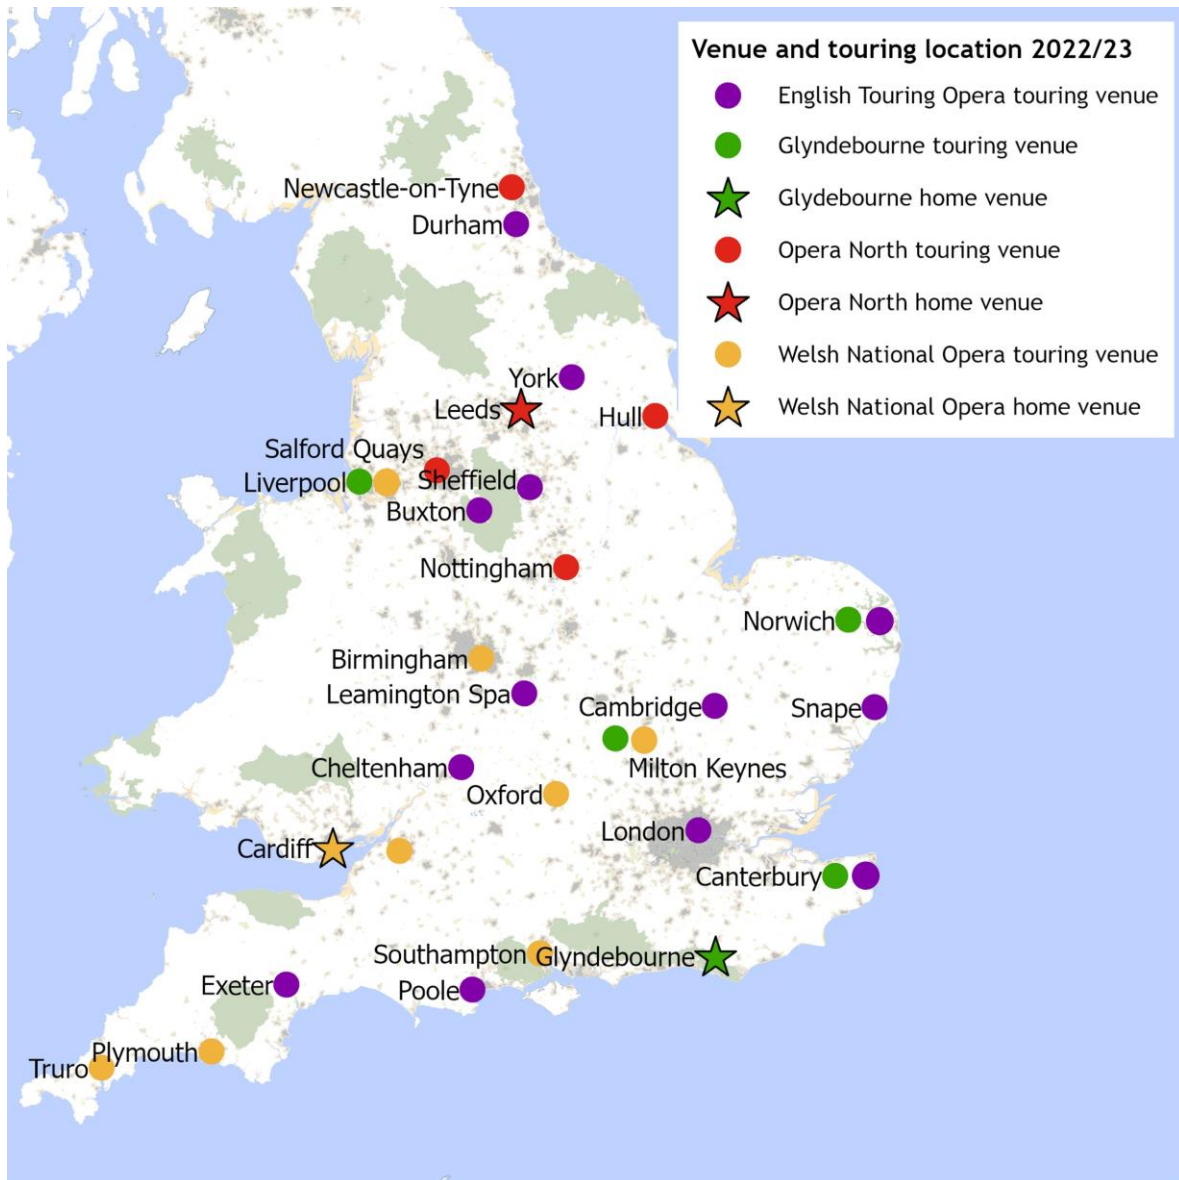 Venue and touring location 2022/23
English Touring Opera touring venue
Glyndebourne touring venue
Glydebourne home venue
Opera North touring venue
Opera North home venue
Welsh National Opera touring venue
Welsh National Opera home venue
Newcastle-on-Tyne
Durham
York
Leeds
Hull
Salford Quays
Sheffield
Liverpool
Buxton
Nottingham
Norwich
Birmingham
Leamington Spa
Cambridge
Snape
Milton Keynes
Cheltenham
Oxford
London
Cardiff
Canterbury
Southampton
Glyndebourne
Exeter
Poole
Plymouth
Truro